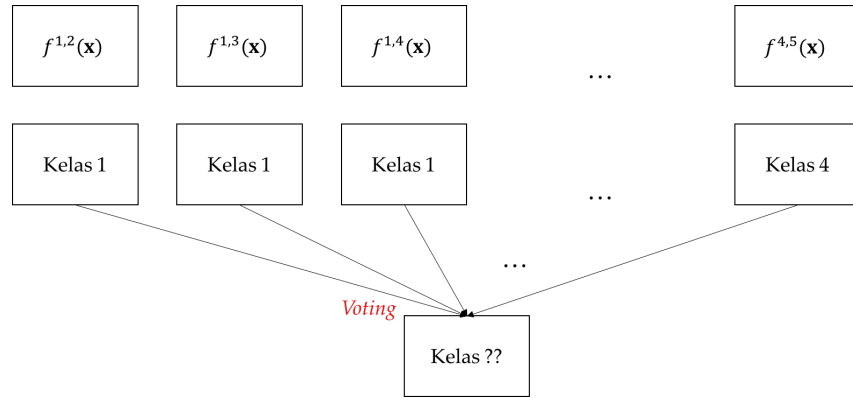 f^{1,2}(x) f^{1,3}(x) f^{1,4}(x) ... f^{4,5}(x)
Kelas 1 Kelas 1 Kelas 1 ... Kelas 4
...
Voting
Kelas ??